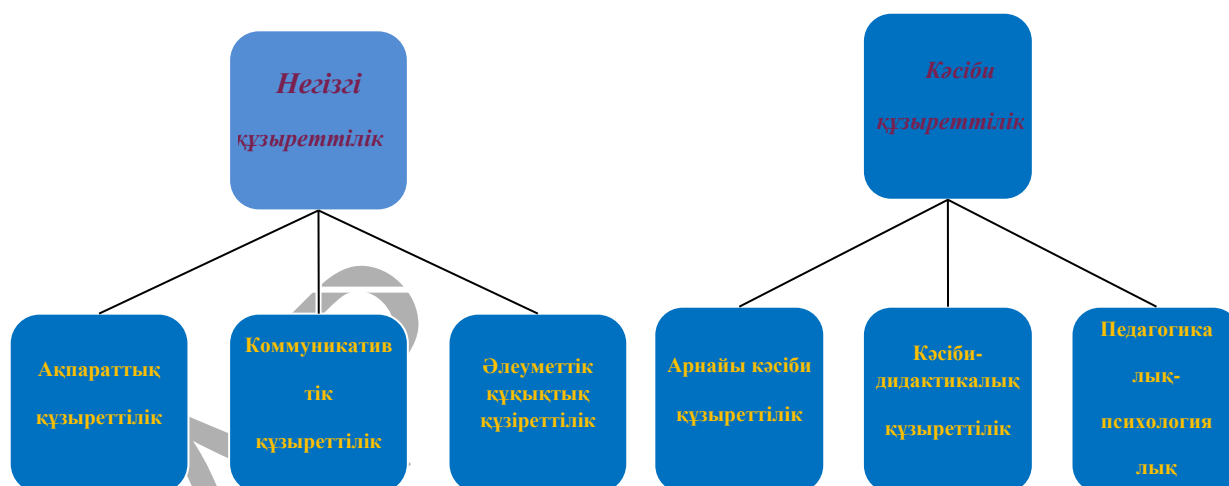 Негізгі
құзыреттілік
Кәсіби
құзыреттілік
Ақпараттық
құзыреттілік
Коммуникатив
тік
құзыреттілік
Әлеуметтік
құқықтық
құзіреттілік
Арнайы кәсіби
құзыреттілік
Кәсіби-
дидактикалық
құзыреттілік
Педагогика
лық-
психология
лық